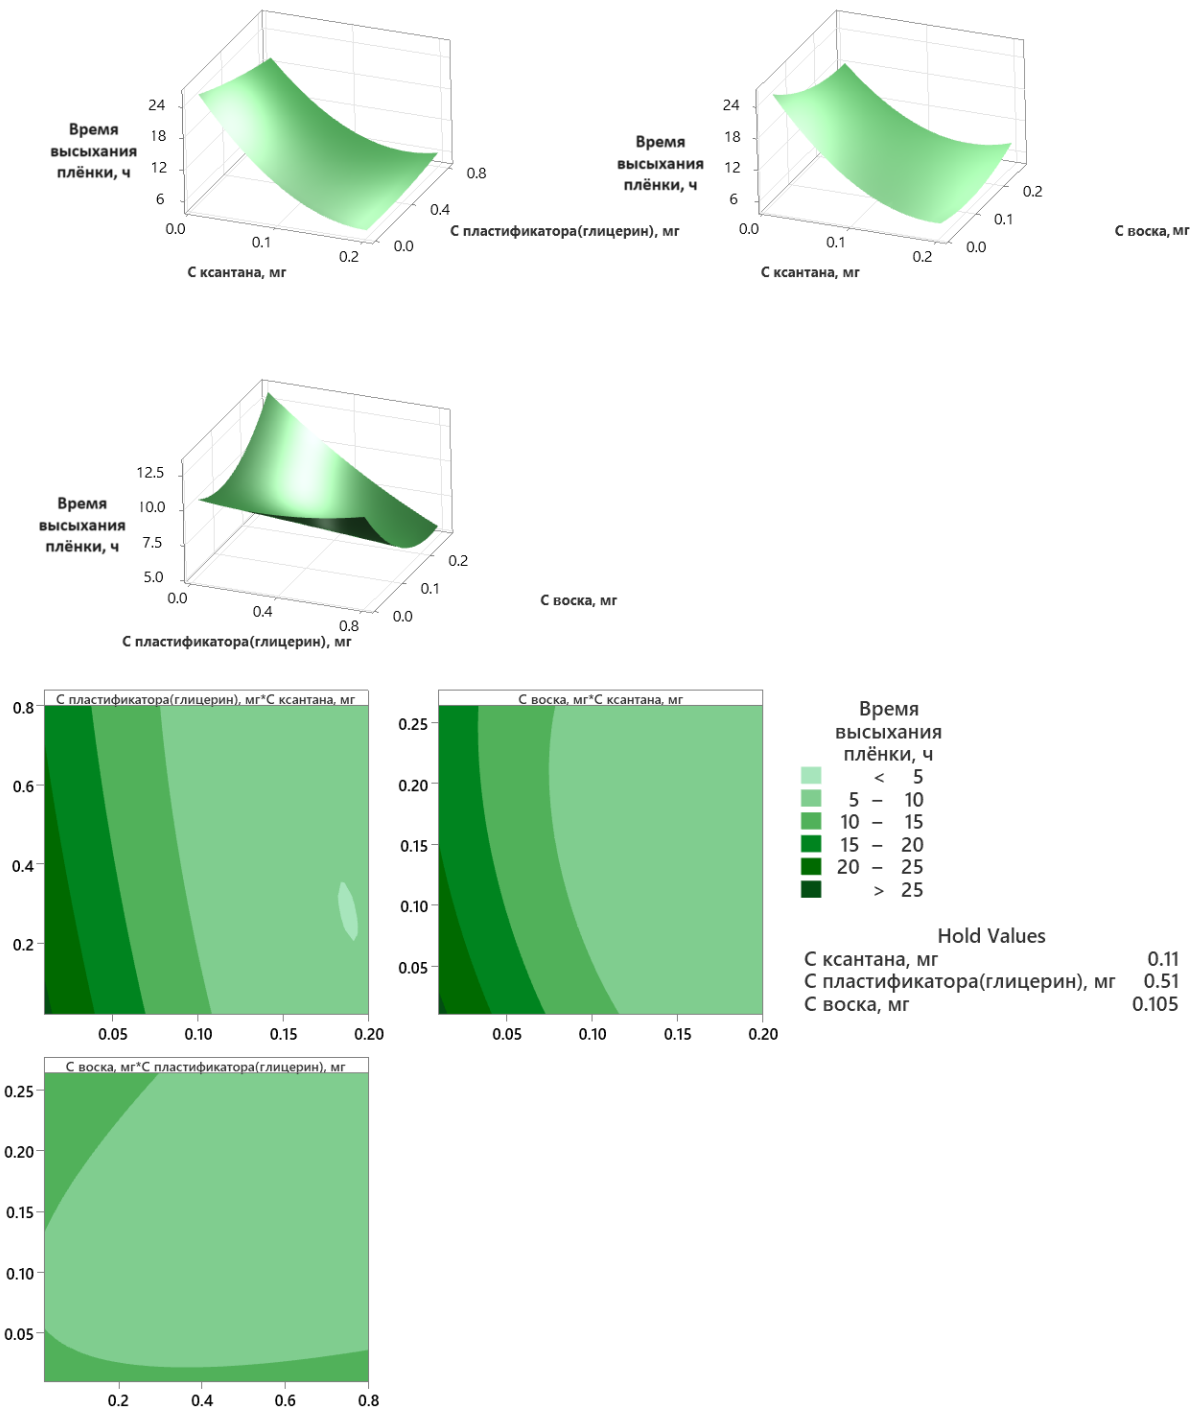 24
18
12
6
Время
высыхания
плёнки, ч
0.0
0.1
0.2
0.0
0.4
0.8
С ксантана, мг
С пластификатора(глицерин), мг
24
18
12
6
Время
высыхания
плёнки, ч
0.0
0.1
0.2
0.0
0.1
0.2
С ксантана, мг
С воска, мг
12.5
10.0
7.5
5.0
Время
высыхания
плёнки, ч
0.0
0.4
0.8
0.0
0.1
0.2
С пластификатора(глицерин), мг
С воска, мг
С пластификатора(глицерин), мг*С ксантана, мг
0.8
0.6
0.4
0.2
0.05
0.10
0.15
0.20
С воска, мг*С ксантана, мг
0.25
0.20
0.15
0.10
0.05
0.05
0.10
0.15
0.20
Время
высыхания
плёнки, ч
< 5
5 – 10
10 – 15
15 – 20
20 – 25
> 25
Hold Values
С ксантана, мг 0.11
С пластификатора(глицерин), мг 0.51
С воска, мг 0.105
С воска, мг*С пластификатора(глицерин), мг
0.25
0.20
0.15
0.10
0.05
0.2
0.4
0.6
0.8